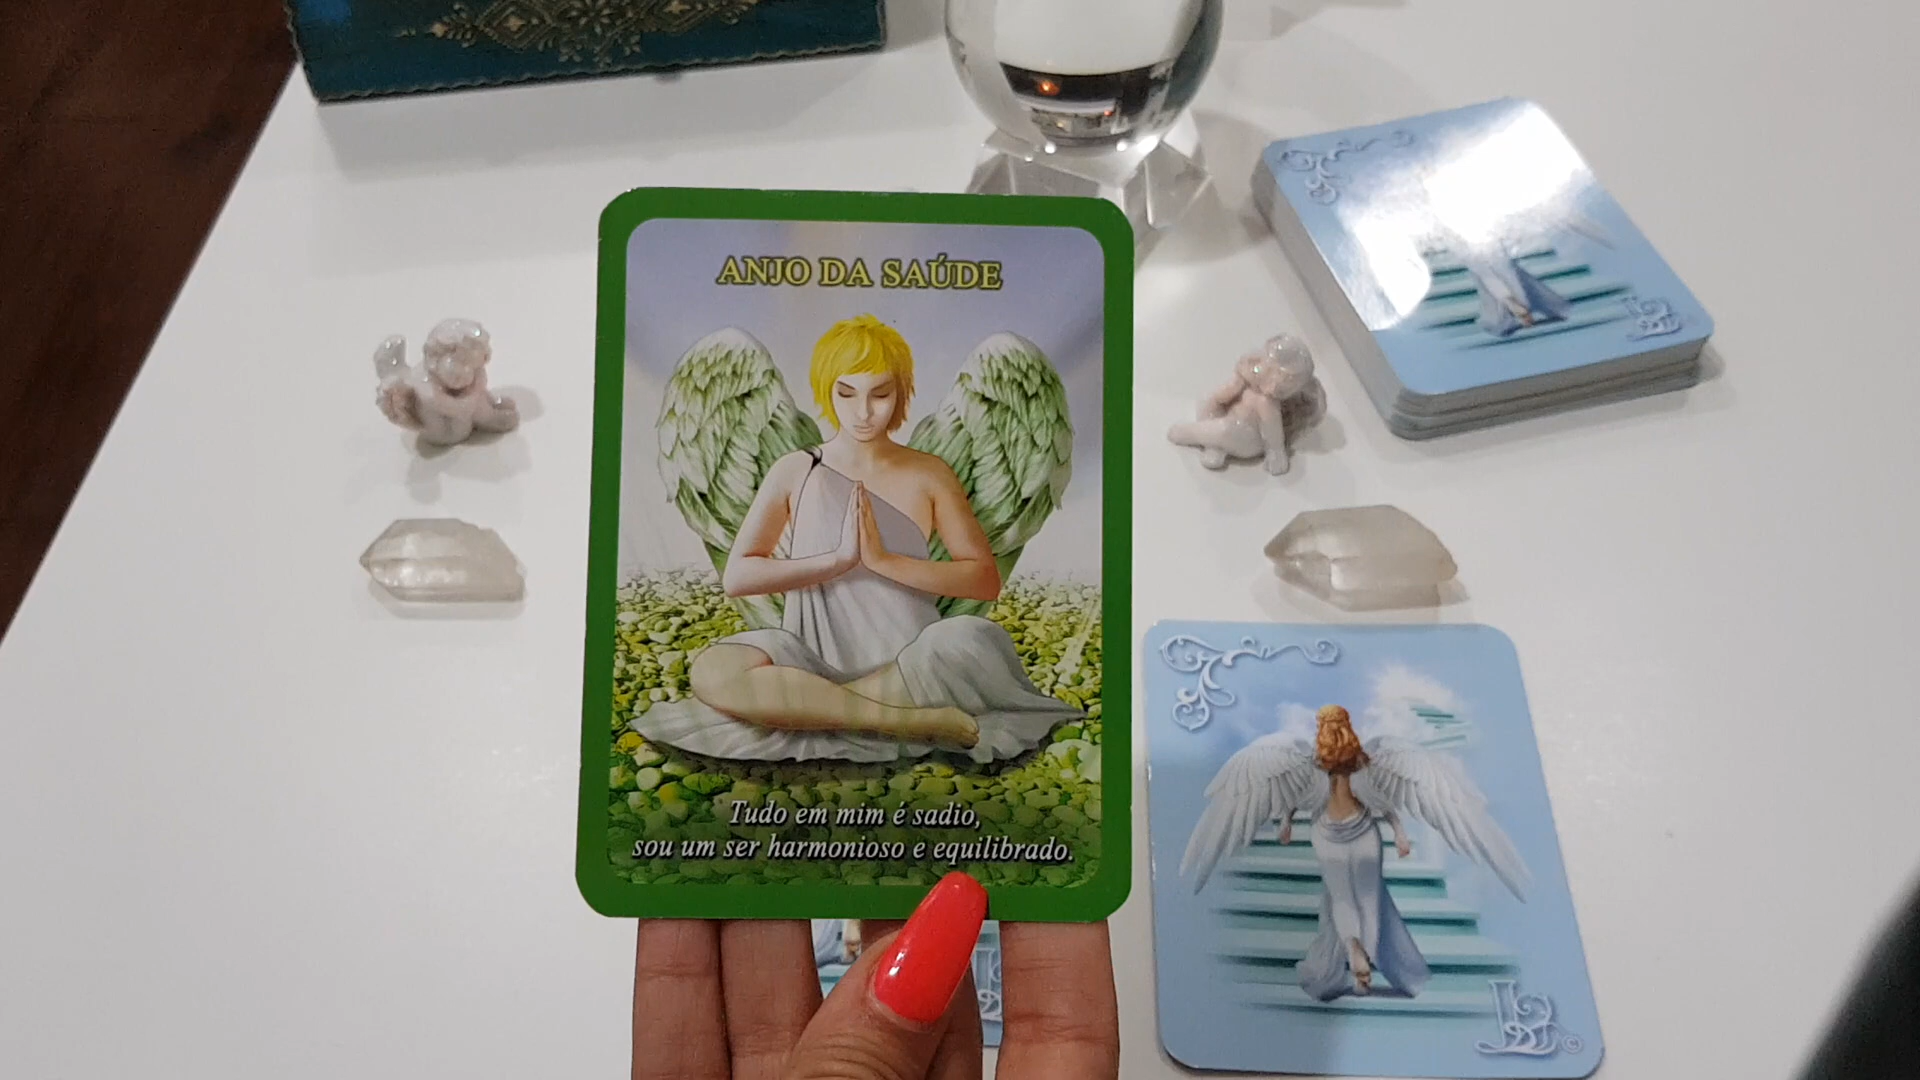 ANJO DA SAÚDE
Tudo em mim é sadio,
sou um ser harmonioso e equilibrado.